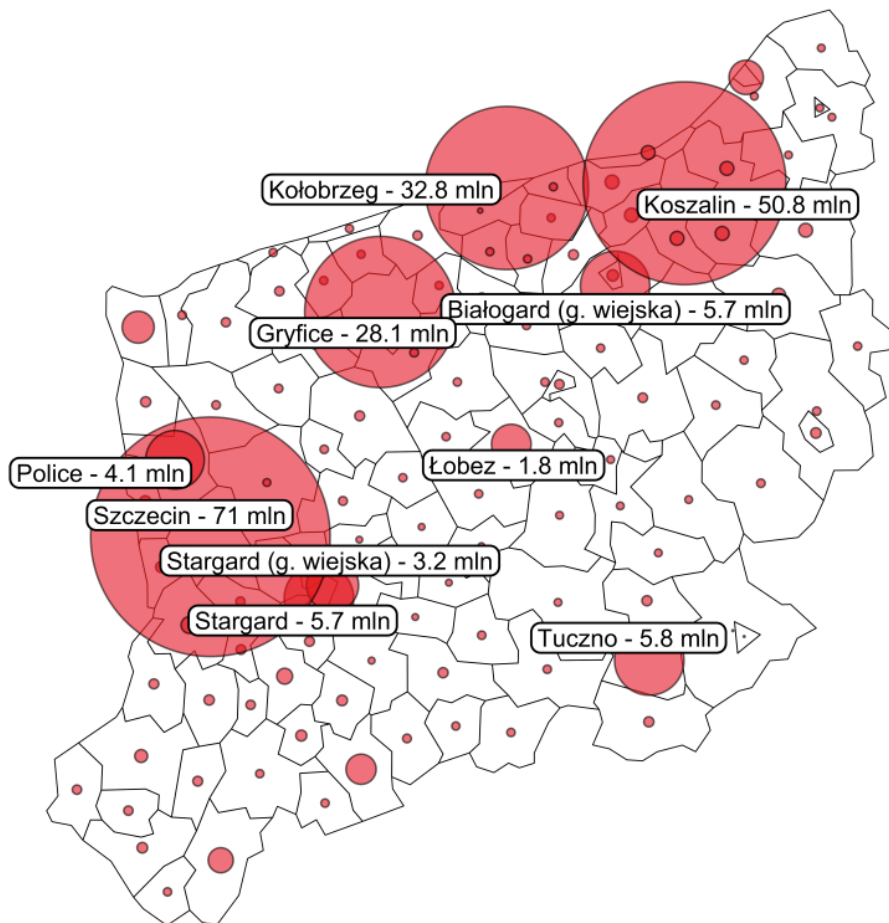 Kołobrzeg - 32.8 mln
Koszalin - 50.8 mln
Białogard (g. wiejska) - 5.7 mln
Gryfice - 28.1 mln
Łobez - 1.8 mln
Police - 4.1 mln
Szczecin - 71 mln
Stargard (g. wiejska) - 3.2 mln
Stargard - 5.7 mln
Tuczno - 5.8 mln